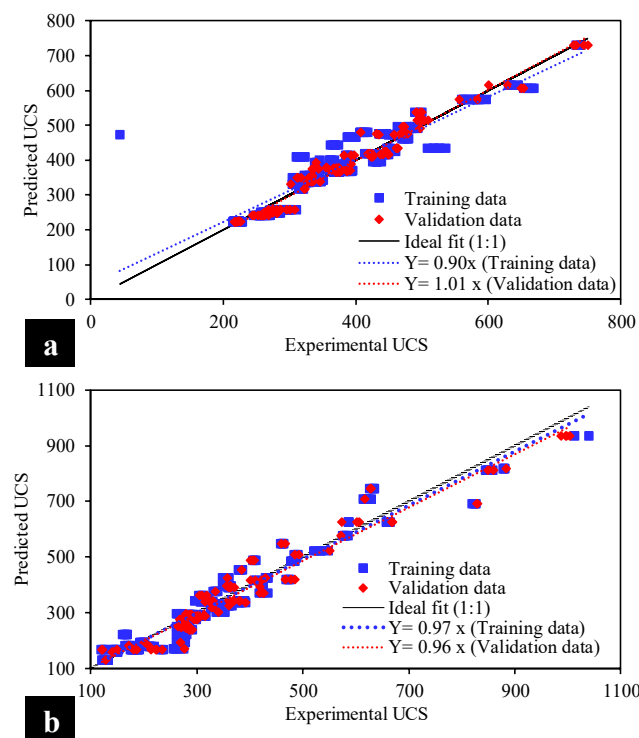 800
700
600
500
400
300
200
100
0
Predicted UCS
Training data
Validation data
Ideal fit (1:1)
Y= 0.90x (Training data)
Y= 1.01 x (Validation data)
0 200 400 600 800
Experimental UCS
a
1100
900
700
500
300
100
Predicted UCS
Training data
Validation data
Ideal fit (1:1)
Y= 0.97 x (Training data)
Y= 0.96 x (Validation data)
100 300 500 700 900 1100
Experimental UCS
b